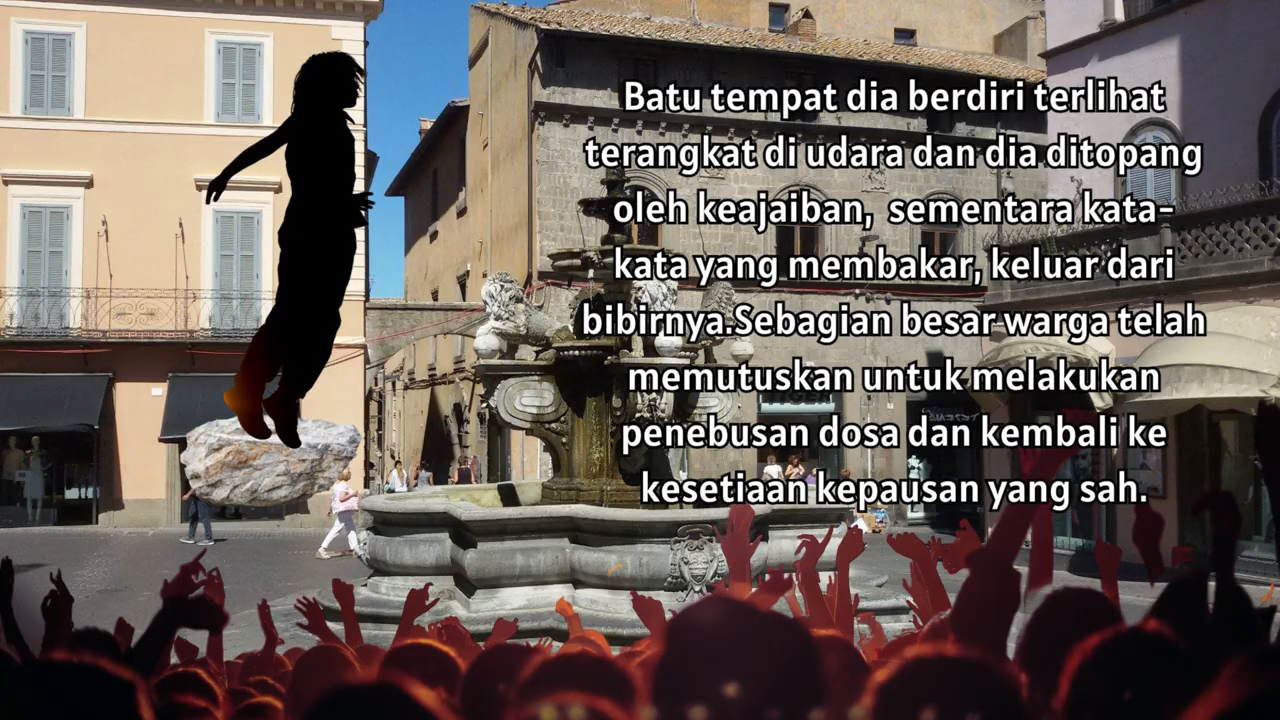 Batu tempat dia berdiri terlihat
terangkat di udara dan dia ditopang
oleh keajaiban, sementara kata-
kata yang membakar, keluar dari
bibirnya.Sebagian besar warga telah
memutuskan untuk melakukan
penebusan dosa dan kembali ke
kesetiaan kepausan yang sah.
TIGER